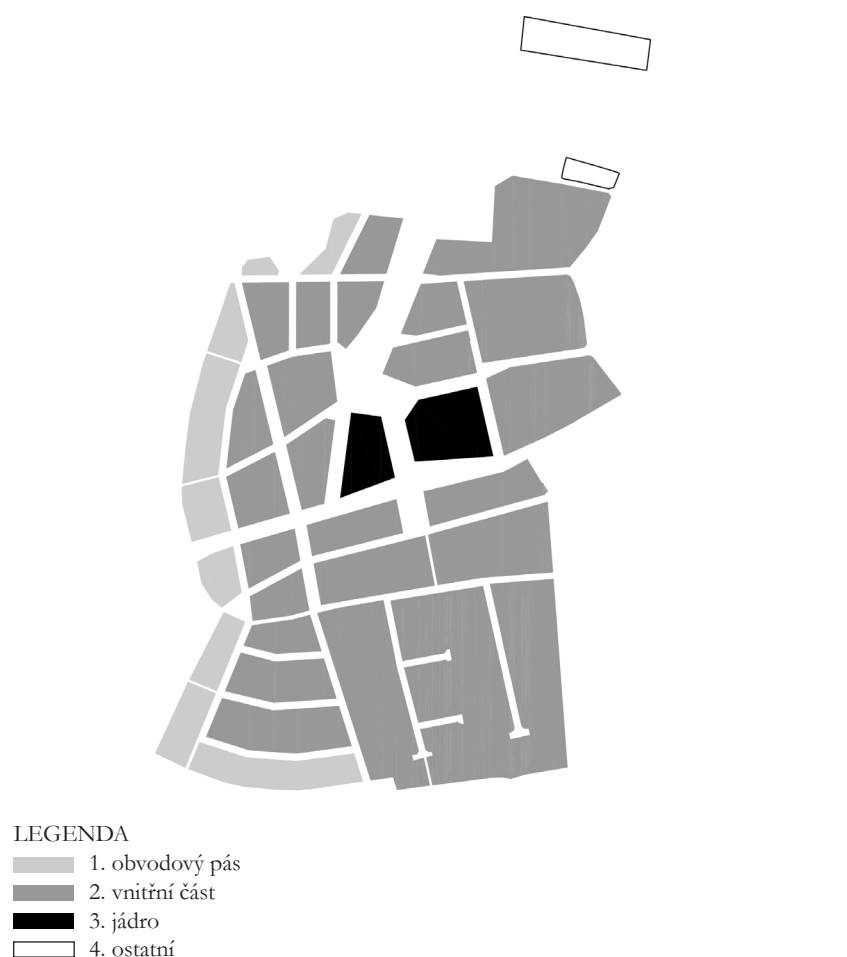 LEGENDA
1. obvodový pás
2. vnitřní část
3. jádro
4. ostatní